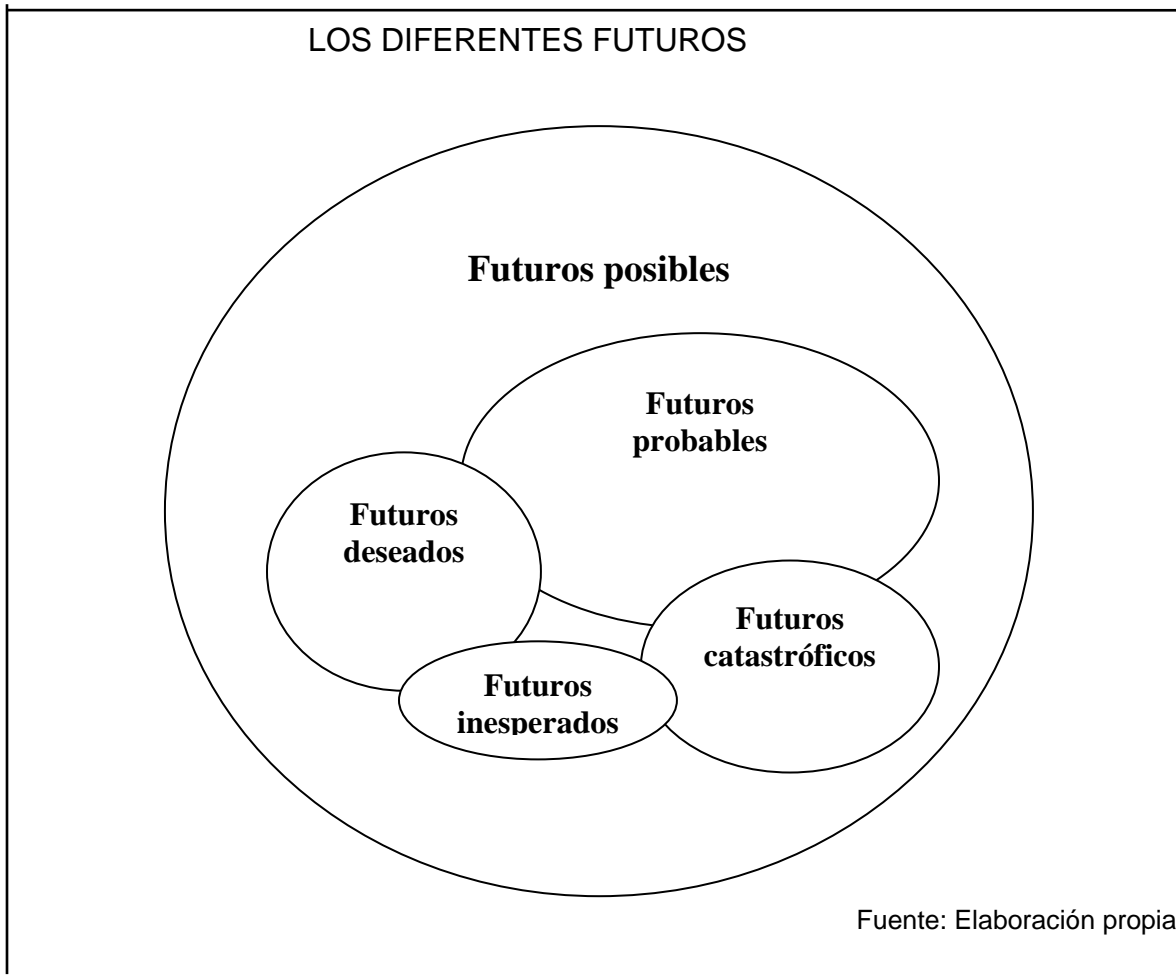 LOS DIFERENTES FUTUROS
Futuros posibles
Futuros
probables
Futuros
deseados
Futuros
catastróficos
Futuros
inesperados
Fuente: Elaboración propia